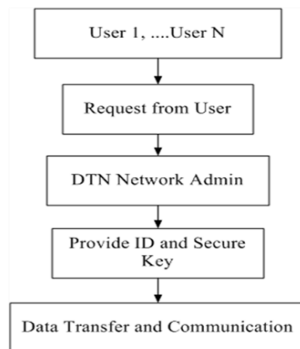 User 1, ....User N
Request from User
DTN Network Admin
Provide ID and Secure
Key
Data Transfer and Communication